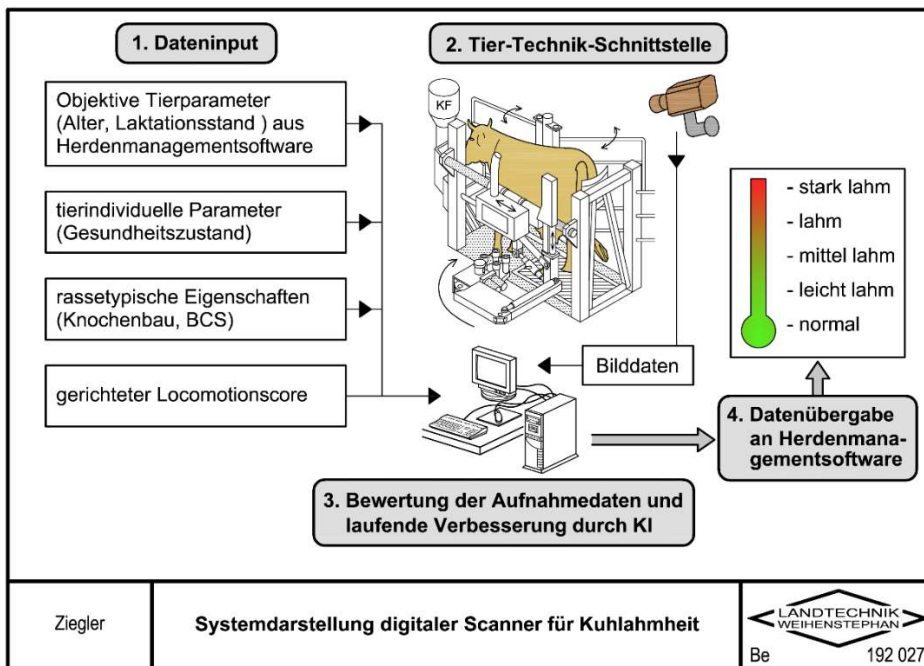 1. Dateninput
Objektive Tierparameter
(Alter, Laktationsstand ) aus
Herdenmanagementsoftware
tierindividuelle Parameter
(Gesundheitszustand)
rassetypische Eigenschaften
(Knochenbau, BCS)
gerichteter Locomotionscore
2. Tier-Technik-Schnittstelle
KF
Bilddaten
3. Bewertung der Aufnahmedaten und
laufende Verbesserung durch KI
- stark lahm
- lahm
- mittel lahm
- leicht lahm
- normal
4. Datenübergabe
an Herdenmana-
gementsoftware
Ziegler
Systemdarstellung digitaler Scanner für Kuhlahmheit
LANDTECHNIK
WEIHENSTEPHAN
Be 192 027